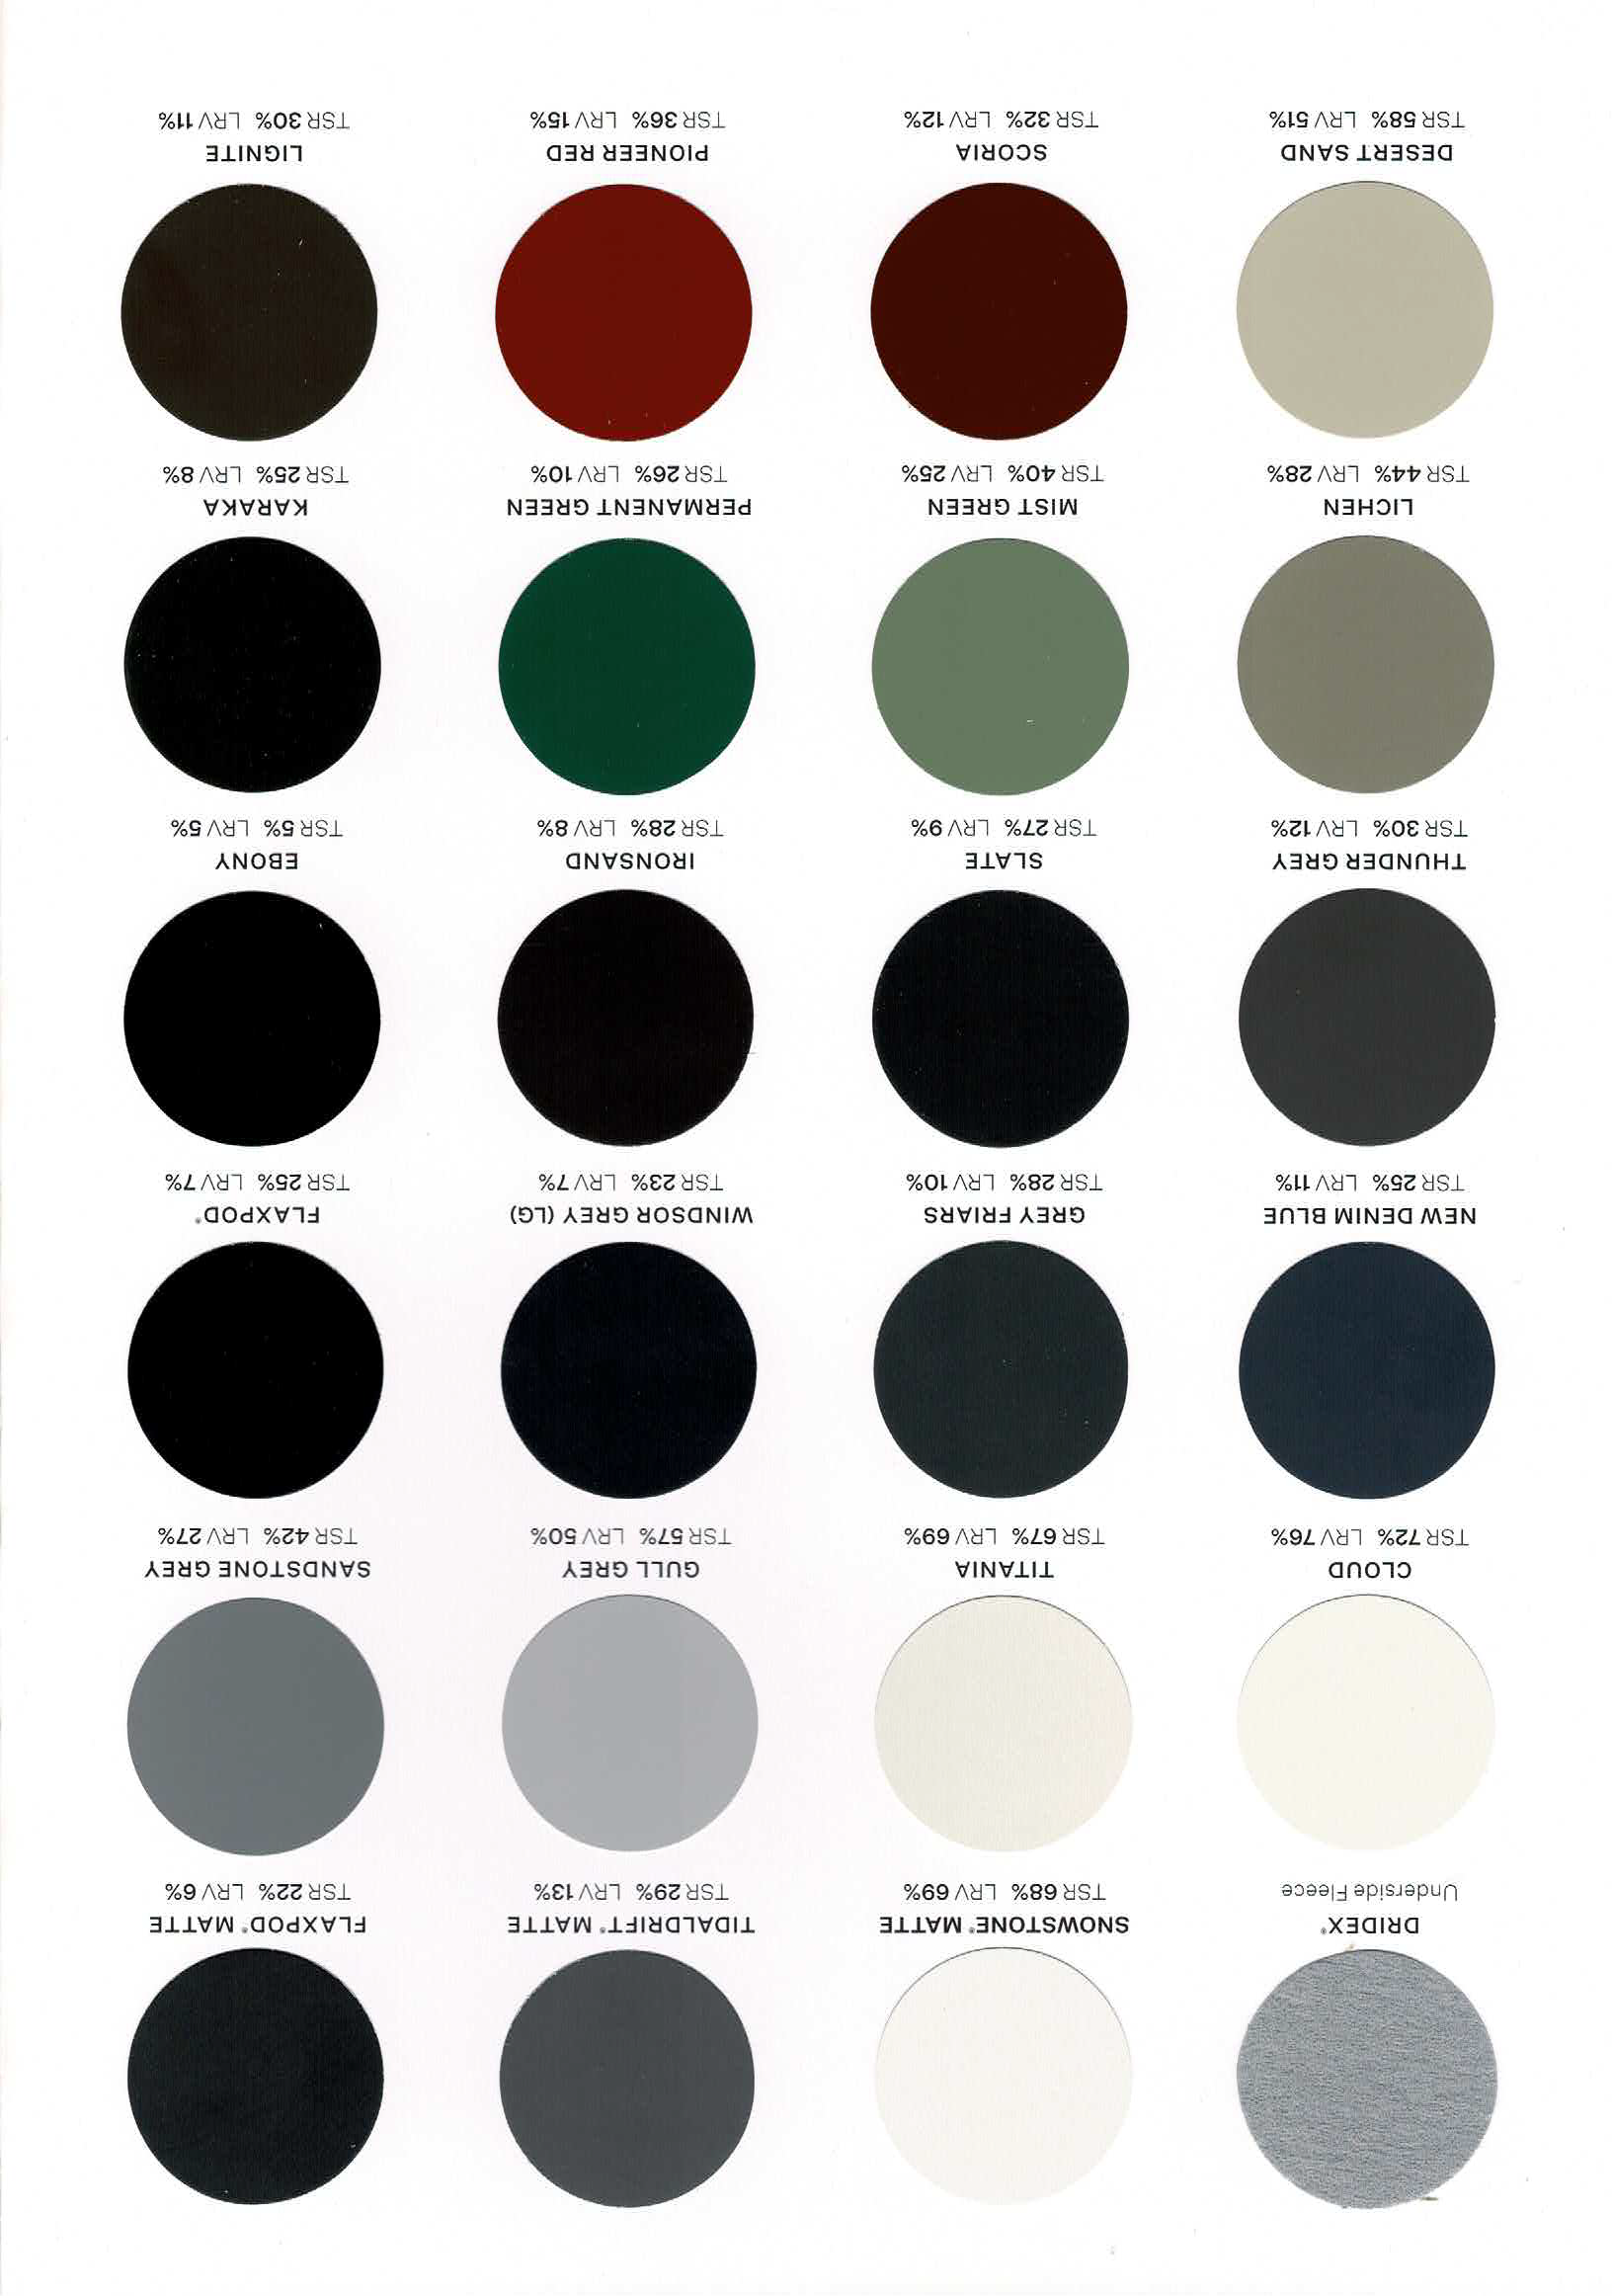 DRIDEX®
Underside Fleece
SNOWSTONE® MATTE
TSR 68% LRV 69%
TIDALDRIFT® MATTE
TSR 29% LRV 13%
FLAXPOD® MATTE
TSR 22% LRV 6%
CLOUD
TSR 72% LRV 76%
TITANIA
TSR 67% LRV 69%
GULL GREY
TSR 57% LRV 50%
SANDSTONE GREY
TSR 42% LRV 27%
NEW DENIM BLUE
TSR 25% LRV 11%
GREY FRIARS
TSR 28% LRV 10%
WINDSOR GREY (LG)
TSR 23% LRV 7%
FLAXPOD®
TSR 25% LRV 7%
THUNDER GREY
TSR 30% LRV 12%
SLATE
TSR 27% LRV 9%
IRONSAND
TSR 28% LRV 8%
EBONY
TSR 5% LRV 5%
LICHEN
TSR 44% LRV 28%
MIST GREEN
TSR 40% LRV 25%
PERMANENT GREEN
TSR 26% LRV 10%
KARAKA
TSR 25% LRV 8%
DESERT SAND
TSR 58% LRV 51%
SCORIA
TSR 32% LRV 12%
PIONEER RED
TSR 36% LRV 15%
LIGNITE
TSR 30% LRV 11%